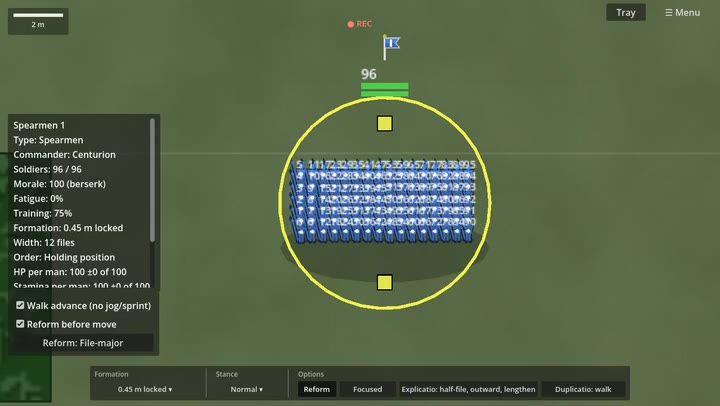 2 m
REC
Tray
☰ Menu
96
Spearmen 1
Type: Spearmen
Commander: Centurion
Soldiers: 96 / 96
Morale: 100 (berserk)
Fatigue: 0%
Training: 75%
Formation: 0.45 m locked
Width: 12 files
Order: Holding position
HP per man: 100 ±0 of 100
Stamina per man: 100 ±0 of 100
Walk advance (no jog/sprint)
Reform before move
Reform: File-major
Formation
Stance
Options
0.45 m locked ▾
Normal ▾
Reform
Focused
Explicatio: half-file, outward, lengthen
Duplicatio: walk